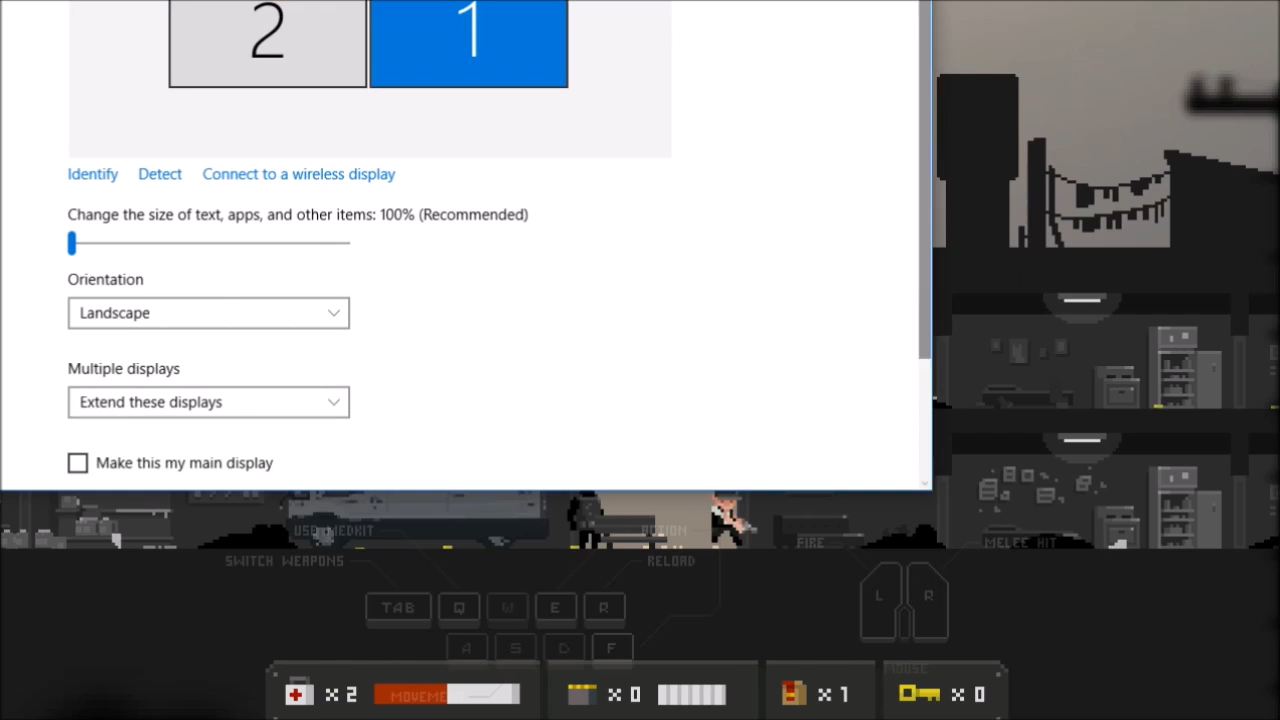 2 1
Identify Detect Connect to a wireless display
Change the size of text, apps, and other items: 100% (Recommended)
Orientation
Landscape
Multiple displays
Extend these displays
Make this my main display
USE MEDKIT ACTION
FIRE MELEE HIT
SWITCH WEAPONS RELOAD
TAB Q W E R L R
A S D F
MOUSE
x 2 MOVEMENT x 0 x 1 x 0